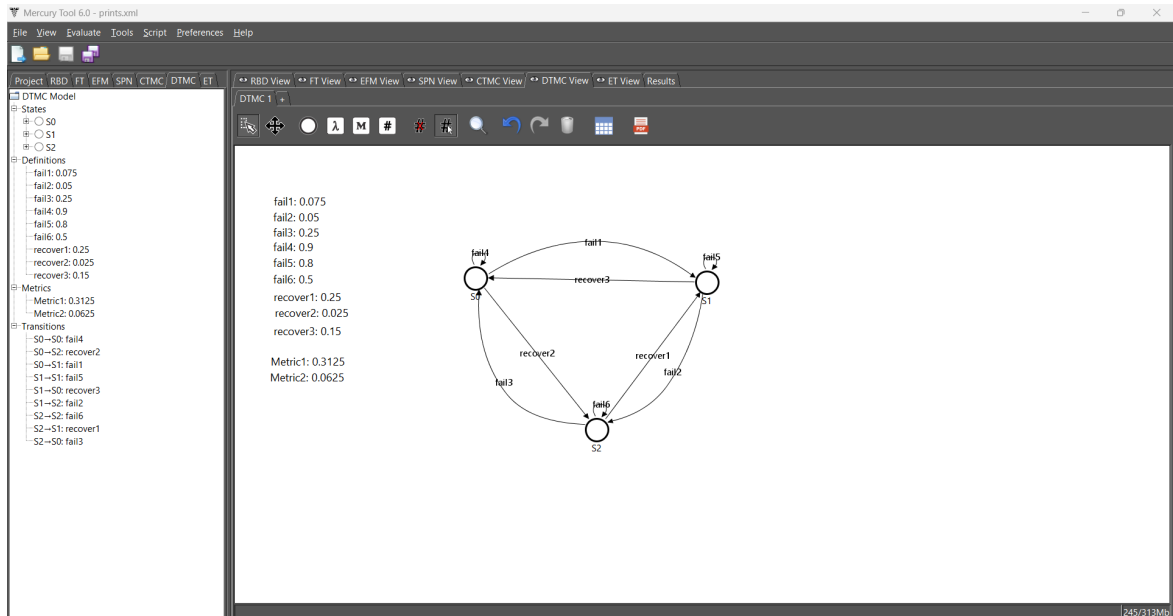 Mercury Tool 6.0 - prints.xml
File View Evaluate Tools Script Preferences Help
Project RBD FT EFM SPN CTMC DTMC ET
DTMC Model
States
S0
S1
S2
Definitions
fail1: 0.075
fail2: 0.05
fail3: 0.25
fail4: 0.9
fail5: 0.8
fail6: 0.5
recover1: 0.25
recover2: 0.025
recover3: 0.15
Metrics
Metric1: 0.3125
Metric2: 0.0625
Transitions
S0→S0: fail4
S0→S2: recover2
S0→S1: fail1
S1→S1: fail5
S1→S0: recover3
S1→S2: fail2
S2→S2: fail6
S2→S1: recover1
S2→S0: fail3
RBD View FT View EFM View SPN View CTMC View DTMC View ET View Results
DTMC 1 +
λ M # # # PDF
fail1: 0.075
fail2: 0.05
fail3: 0.25
fail4: 0.9
fail5: 0.8
fail6: 0.5
recover1: 0.25
recover2: 0.025
recover3: 0.15
Metric1: 0.3125
Metric2: 0.0625
fail1
fail4
fail5
recover3
S0
S1
recover2
recover1
fail2
fail3
fail6
S2
245/313Mb